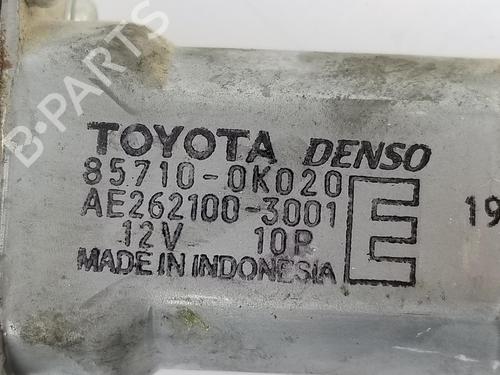 B-PARTS
TOYOTA DENSO
85710-0K020
AE262100-3001
E
19
12V 10P
MADE IN INDONESIA